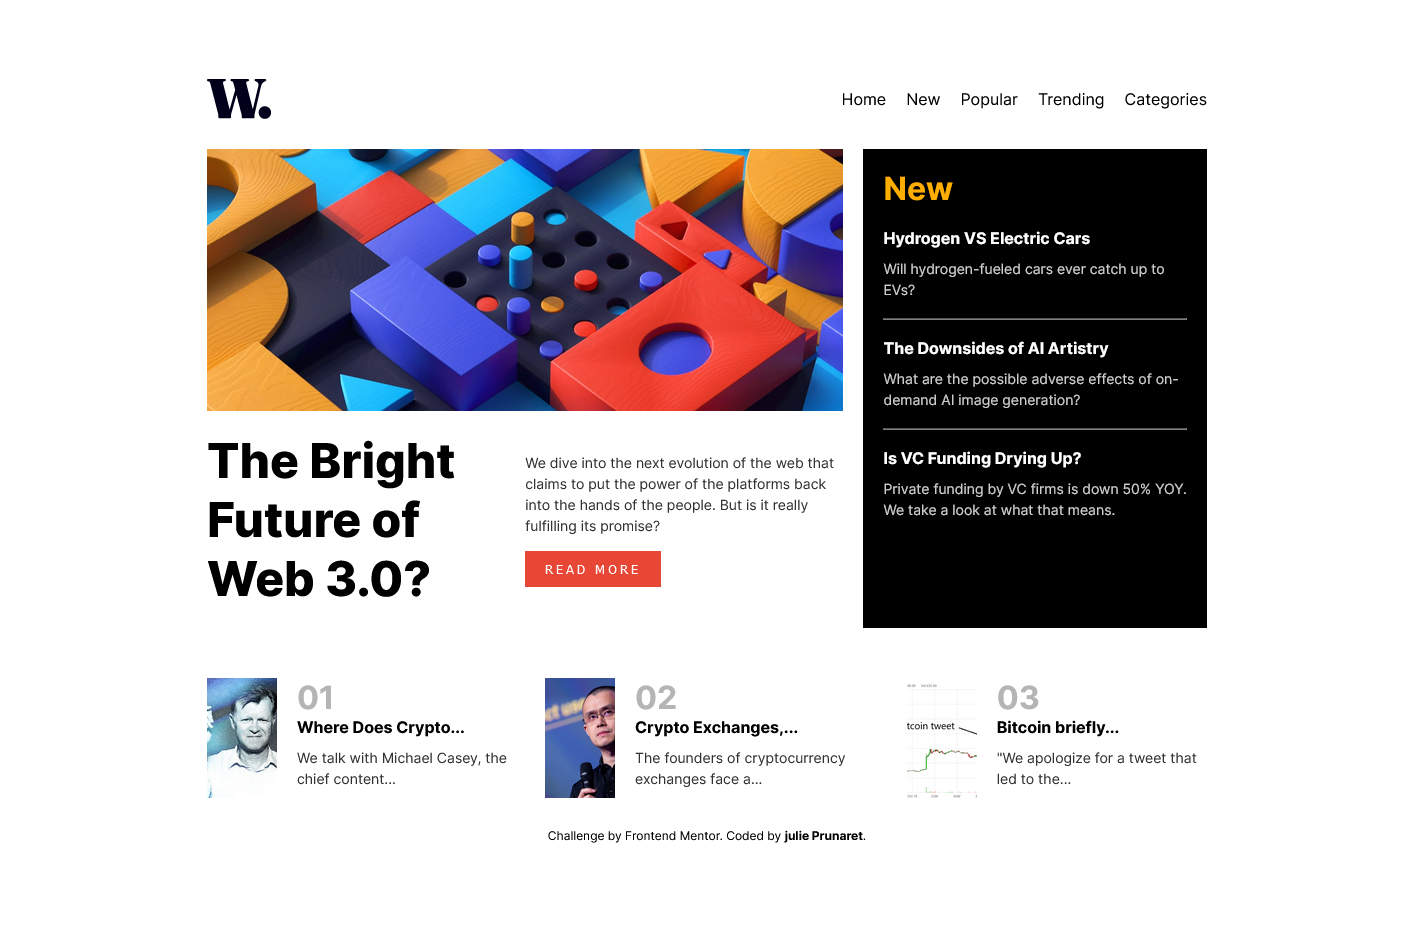 W.
Home New Popular Trending Categories
New
Hydrogen VS Electric Cars
Will hydrogen-fueled cars ever catch up to
EVs?
The Downsides of AI Artistry
What are the possible adverse effects of on-
demand AI image generation?
Is VC Funding Drying Up?
Private funding by VC firms is down 50% YOY.
We take a look at what that means.
The Bright
Future of
Web 3.0?
We dive into the next evolution of the web that
claims to put the power of the platforms back
into the hands of the people. But is it really
fulfilling its promise?
READ MORE
01
Where Does Crypto...
We talk with Michael Casey, the
chief content...
02
Crypto Exchanges,...
The founders of cryptocurrency
exchanges face a...
tcoin tweet
03
Bitcoin briefly...
"We apologize for a tweet that
led to the...
Challenge by Frontend Mentor. Coded by julie Prunaret.